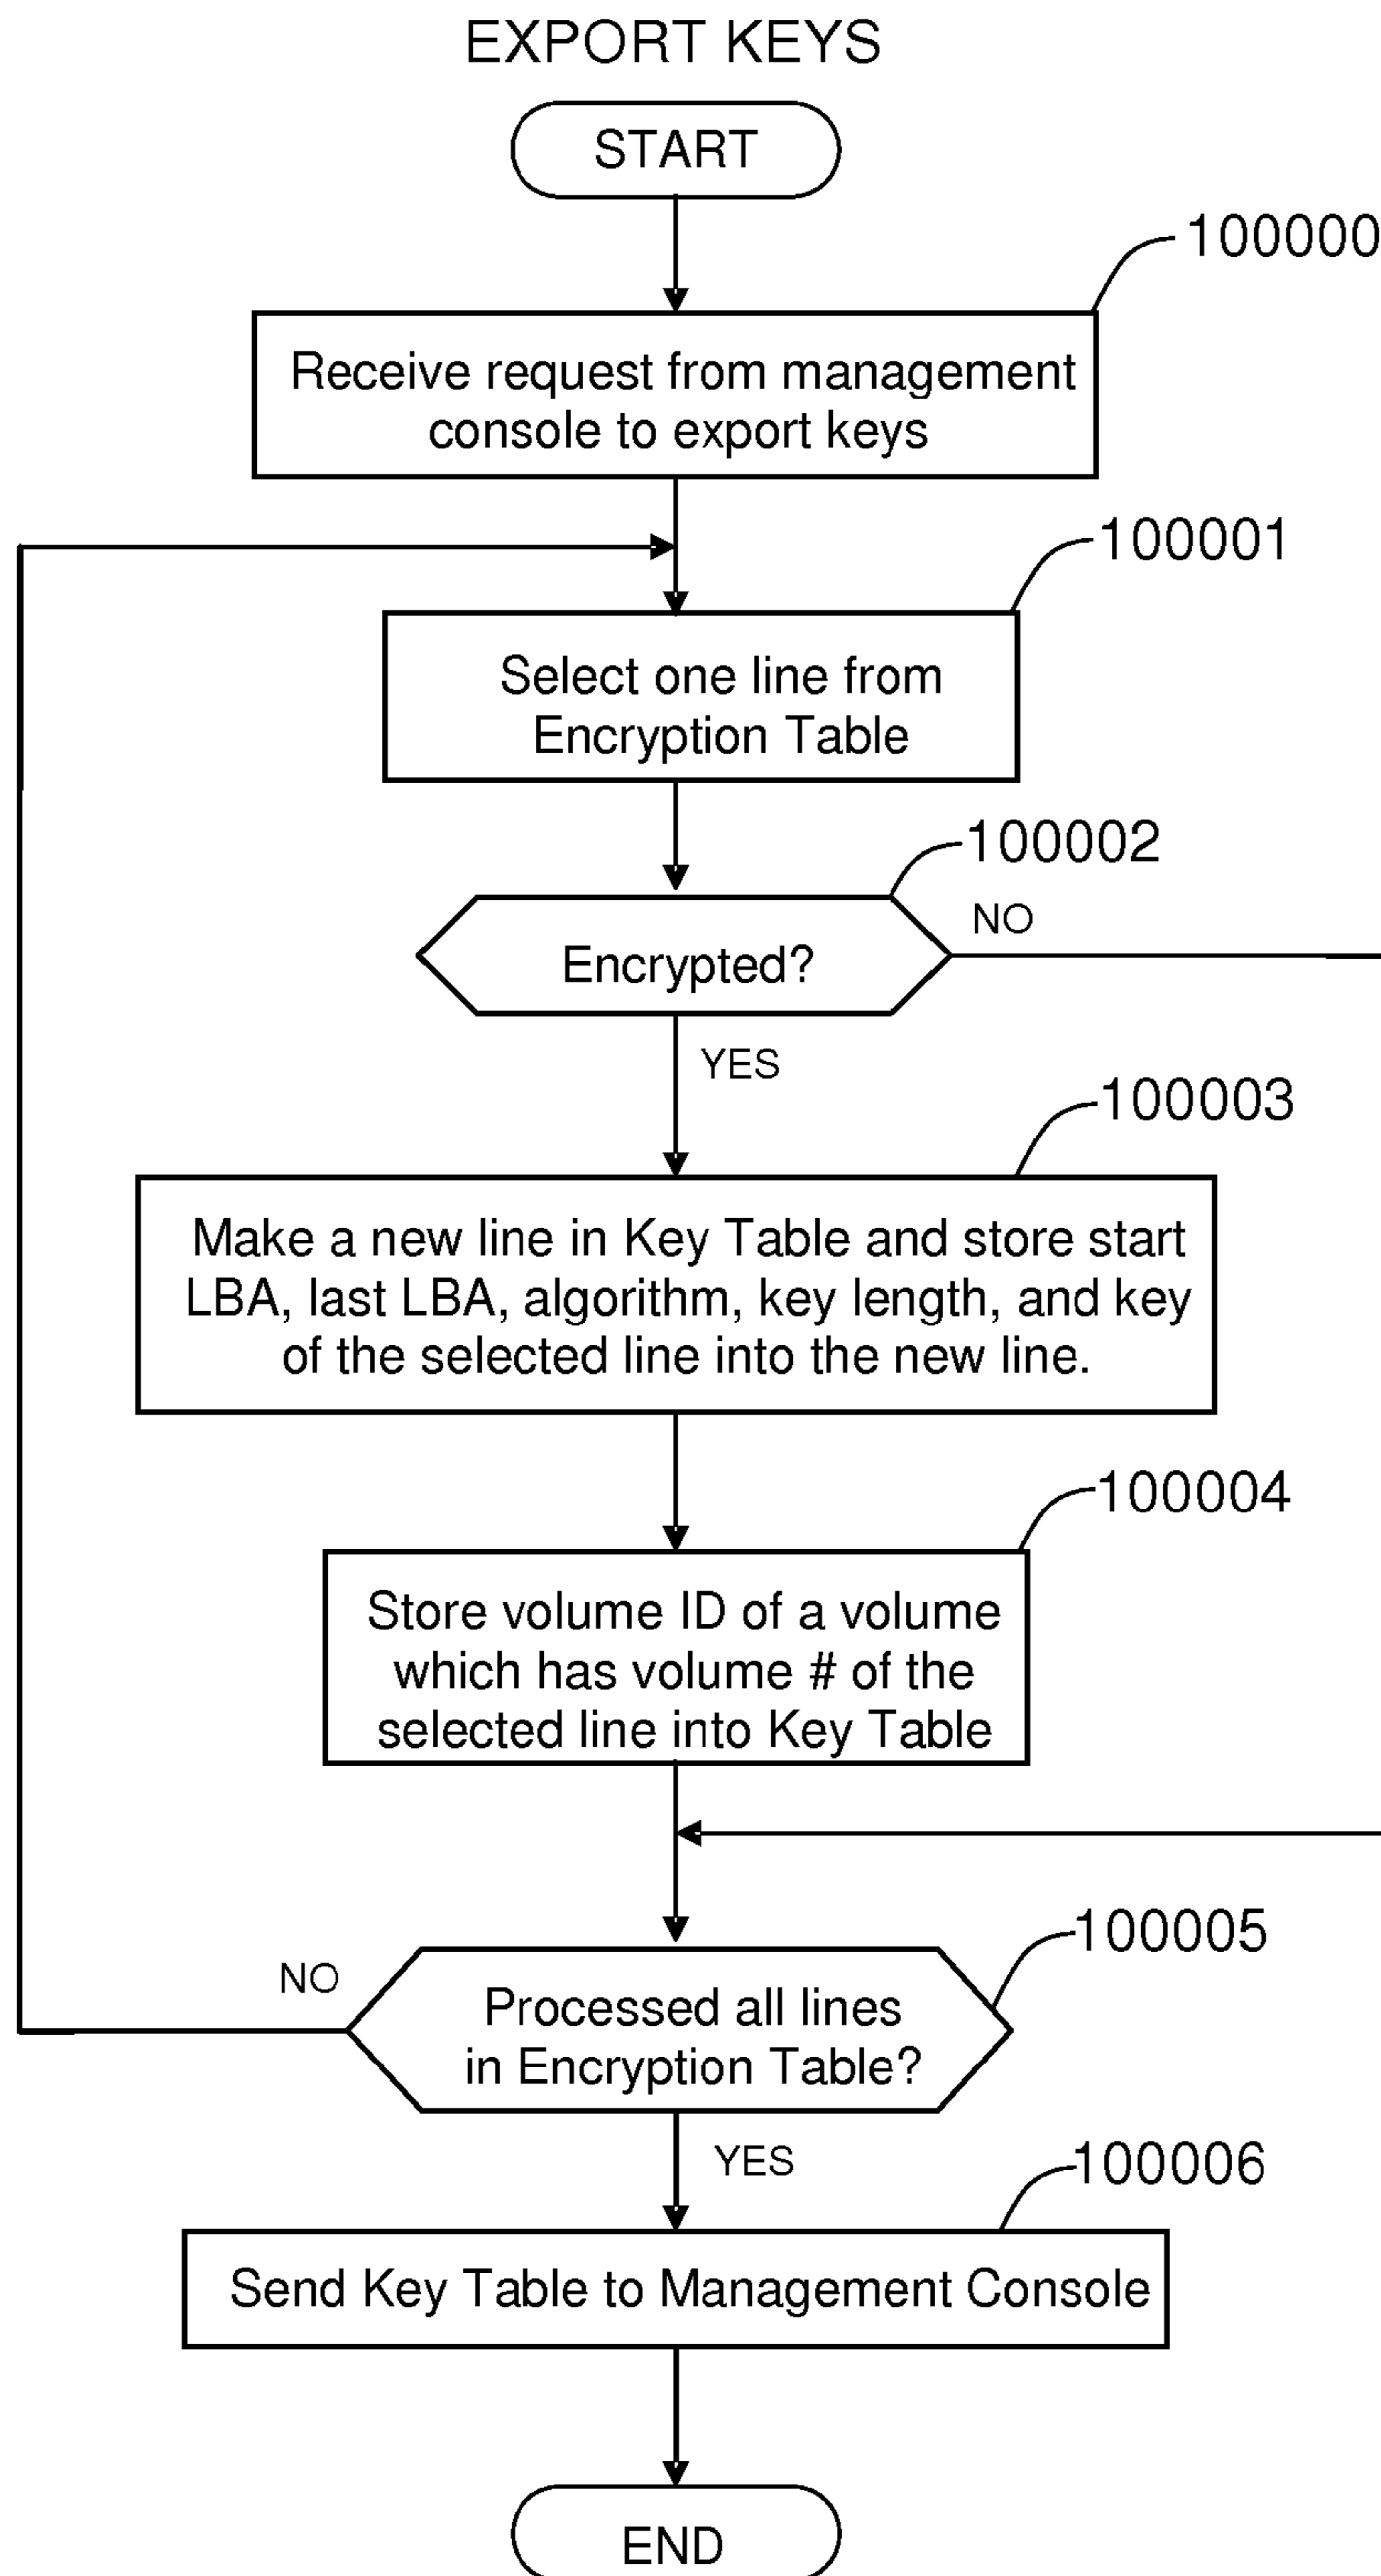 EXPORT KEYS
START
100000
Receive request from management
console to export keys
100001
Select one line from
Encryption Table
100002
Encrypted?
NO
YES
100003
Make a new line in Key Table and store start
LBA, last LBA, algorithm, key length, and key
of the selected line into the new line.
100004
Store volume ID of a volume
which has volume # of the
selected line into Key Table
100005
NO
Processed all lines
in Encryption Table?
YES
100006
Send Key Table to Management Console
END